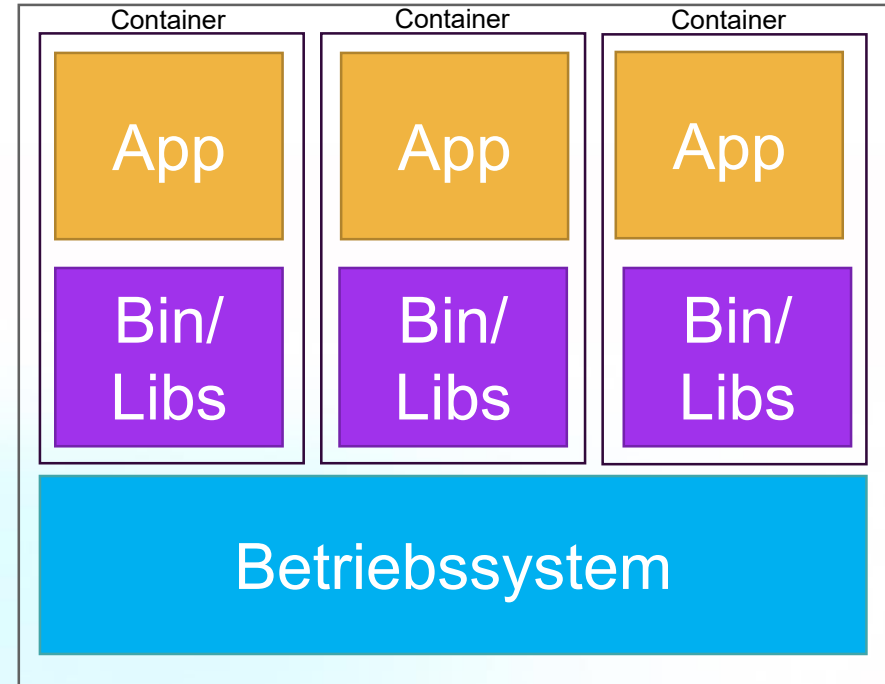 Container
Container
Container
App
App
App
Bin/
Libs
Bin/
Libs
Bin/
Libs
Betriebssystem